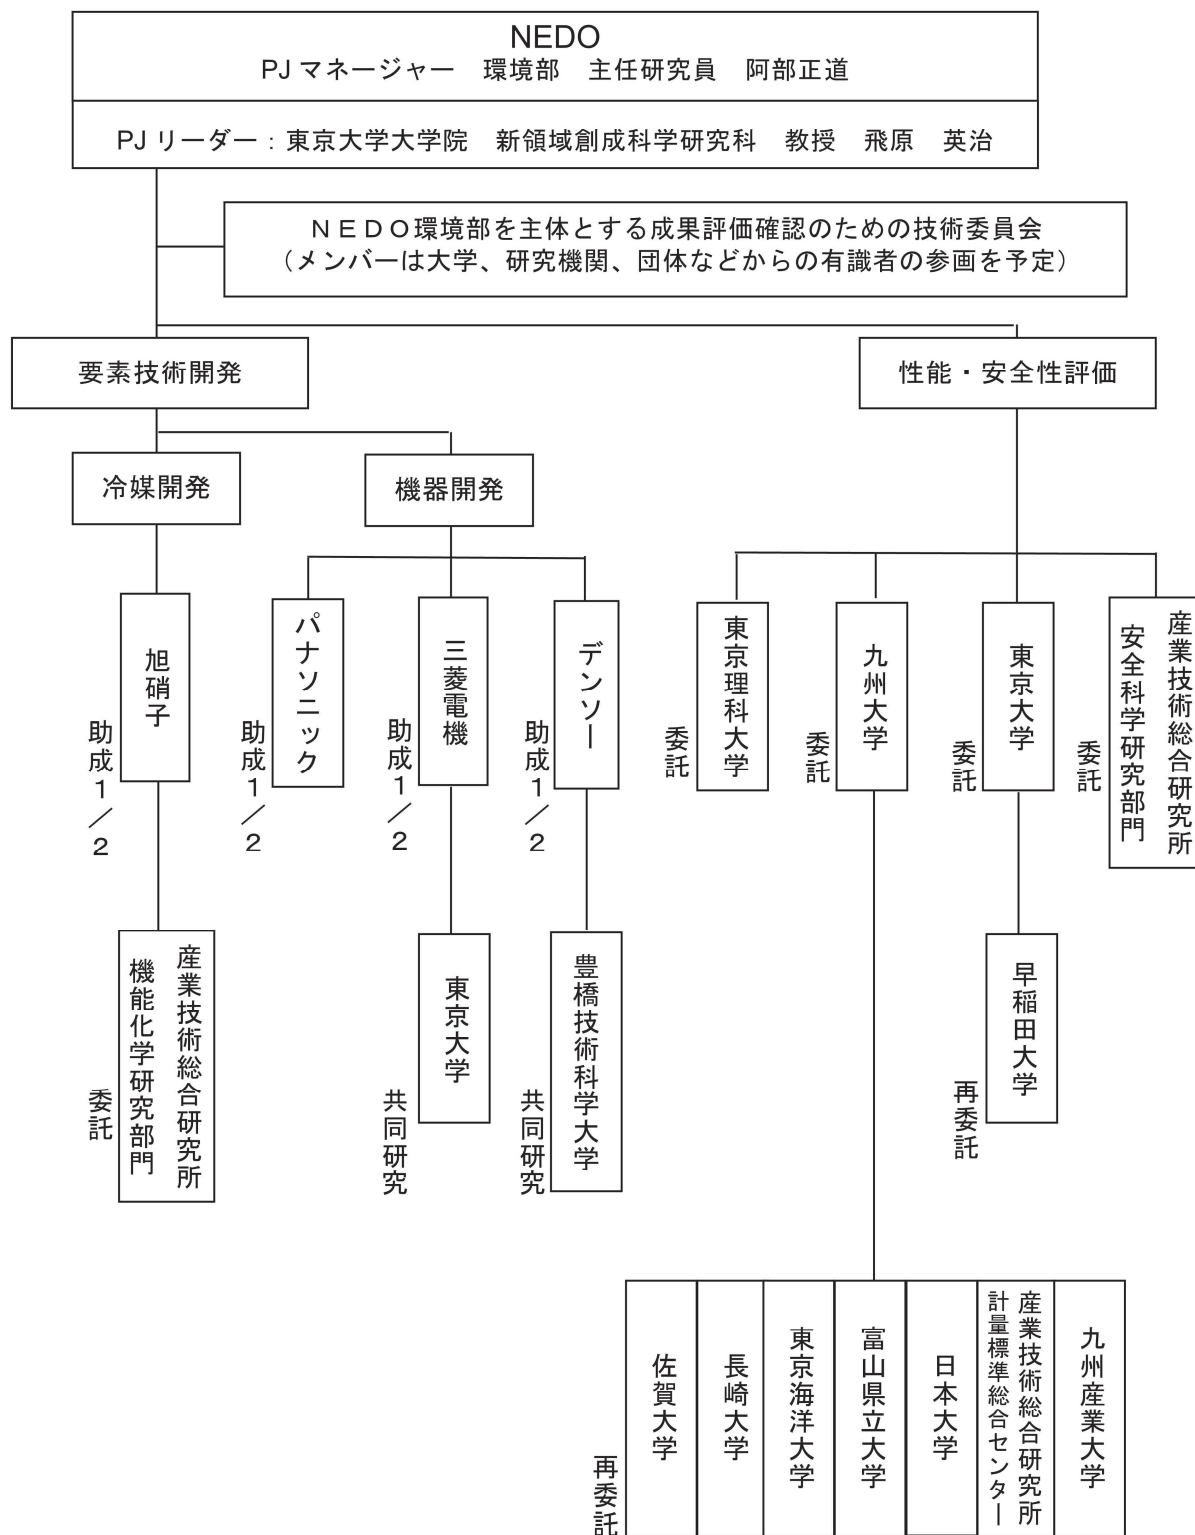 NEDO
PJ マネージャー　環境部　主任研究員　阿部正道
PJ リーダー：東京大学大学院　新領域創成科学研究科　教授　飛原　英治
ＮＥＤＯ環境部を主体とする成果評価確認のための技術委員会
（メンバーは大学、研究機関、団体などからの有識者の参画を予定）
要素技術開発
性能・安全性評価
冷媒開発
機器開発
旭硝子
助成１／２
パナソニック
助成１／２
三菱電機
助成１／２
デンソー
助成１／２
東京理科大学
委託
九州大学
委託
東京大学
委託
産業技術総合研究所
安全科学研究部門
委託
産業技術総合研究所
機能化学研究部門
委託
東京大学
共同研究
豊橋技術科学大学
共同研究
早稲田大学
再委託
佐賀大学
長崎大学
東京海洋大学
富山県立大学
日本大学
産業技術総合研究所
計量標準総合センター
九州産業大学
再委託